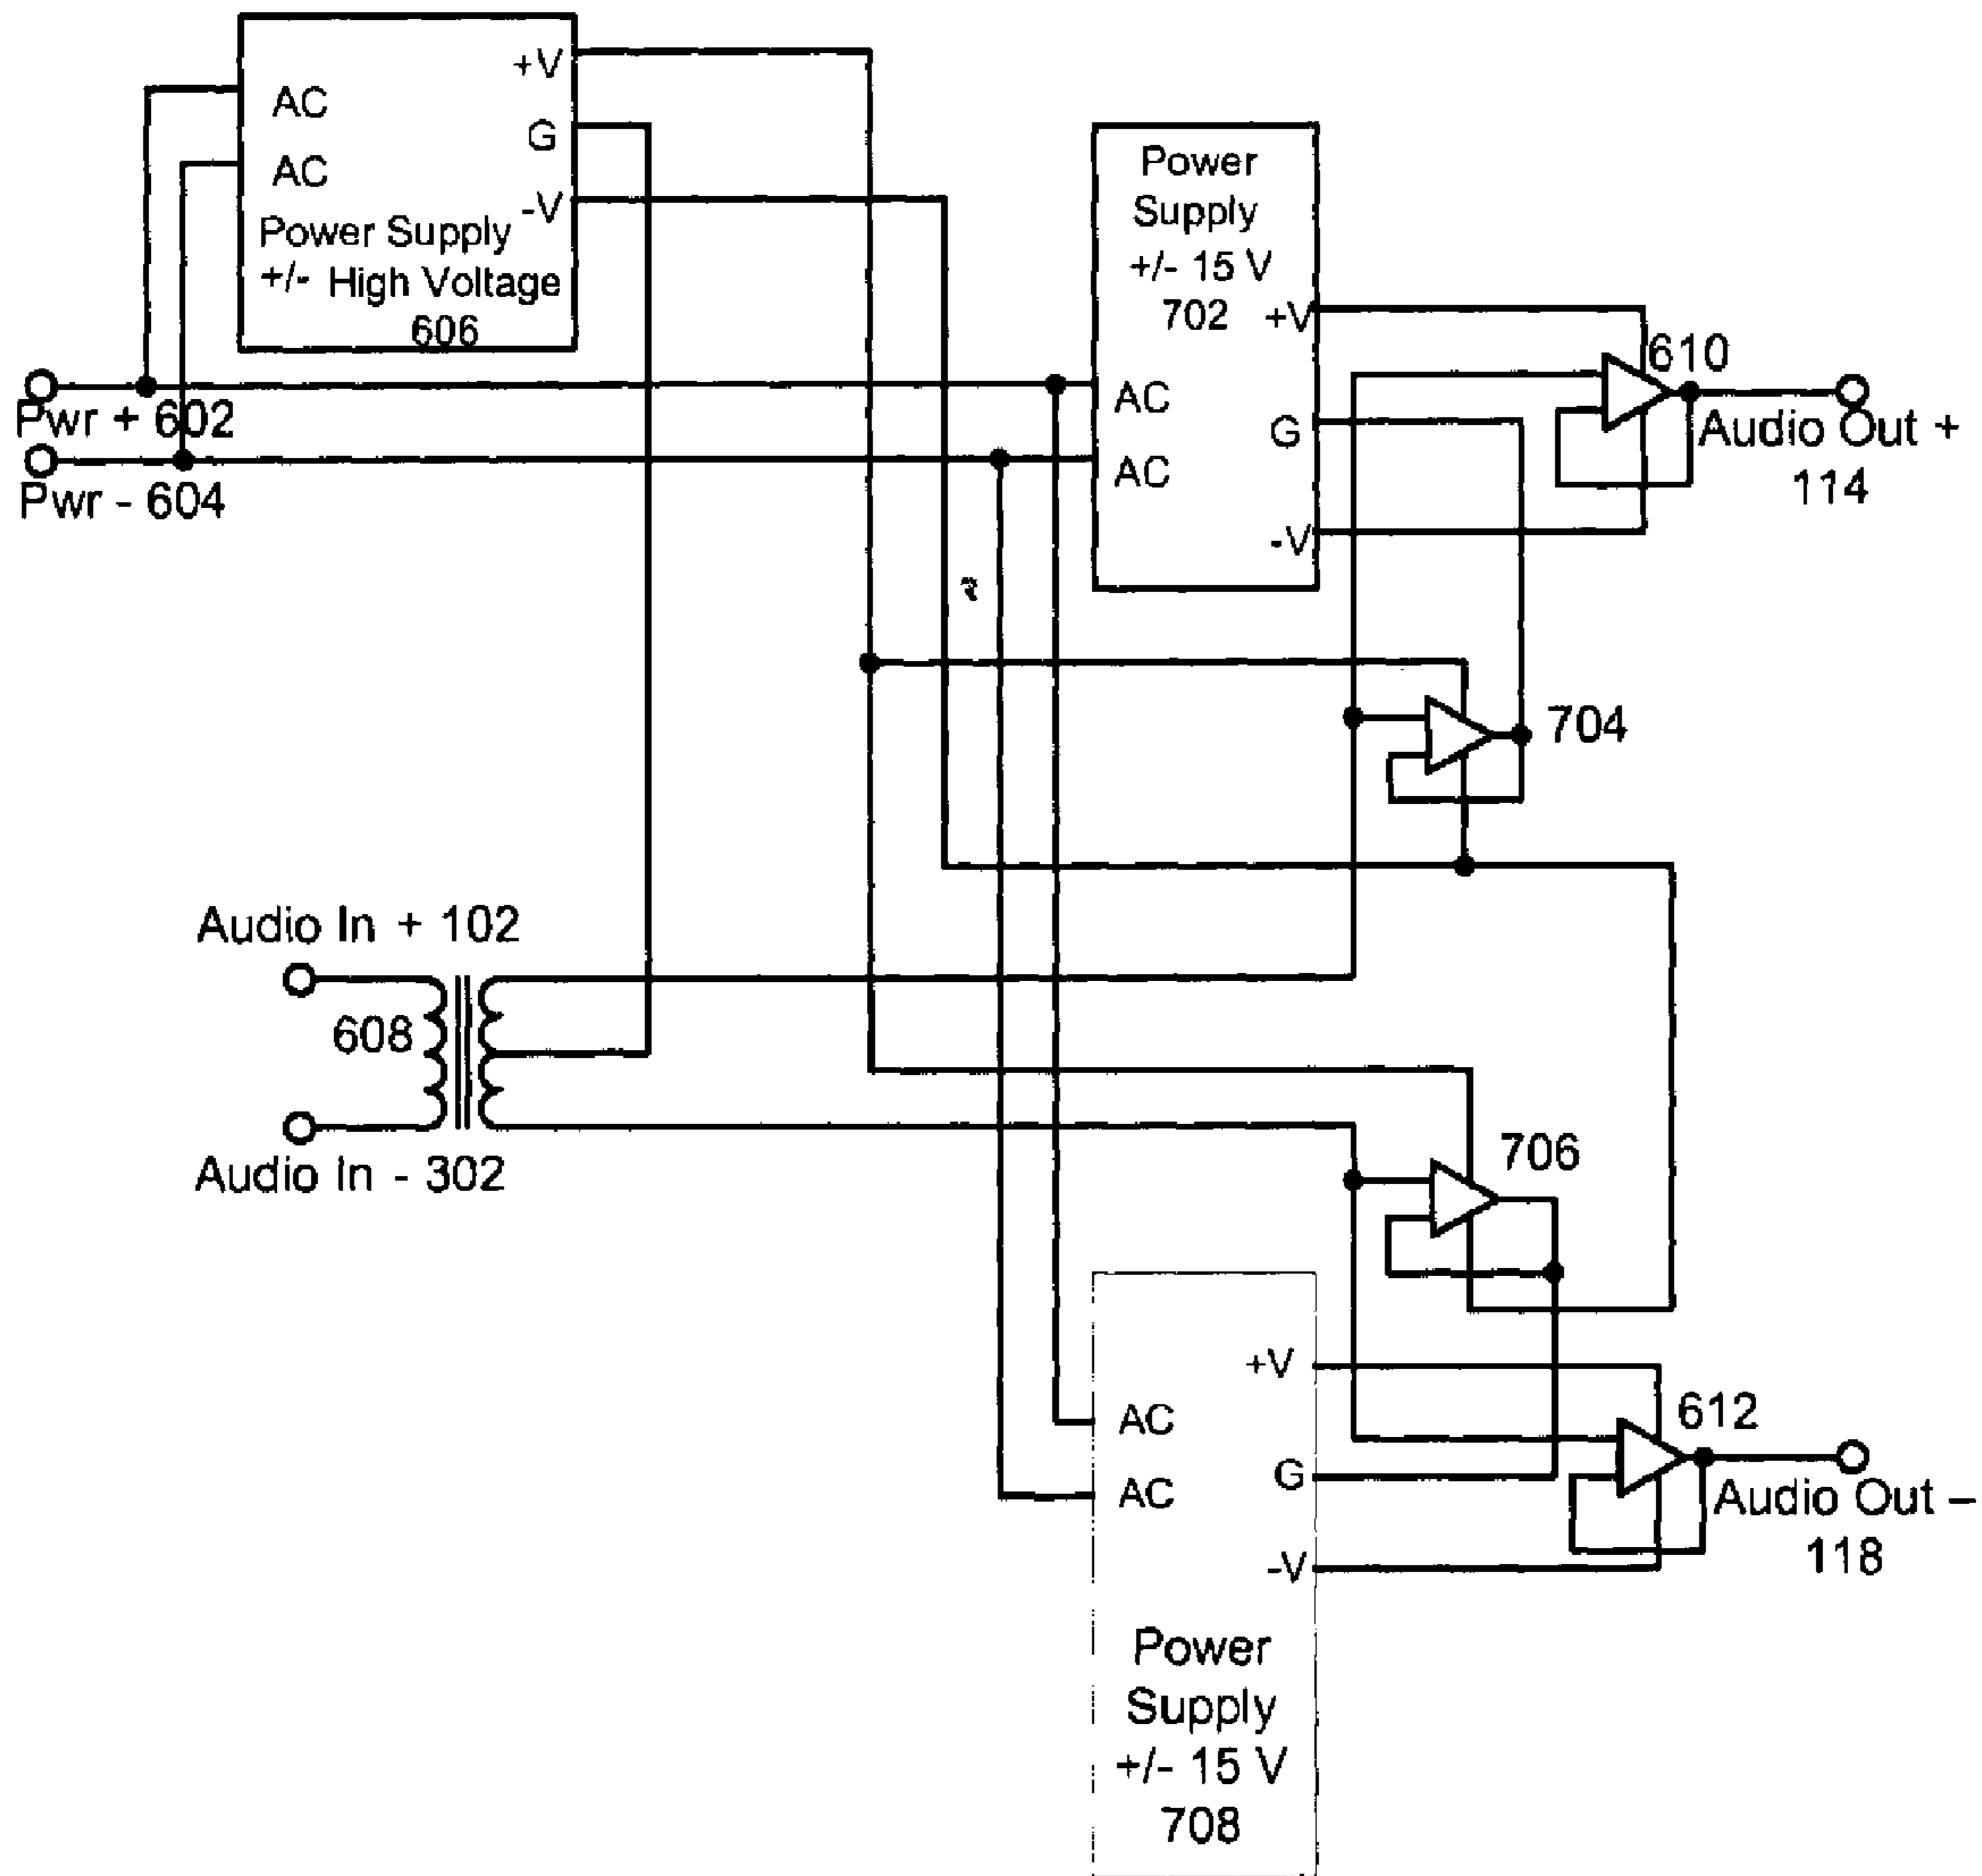 +V
AC
G
AC
-V
Power Supply
+/- High Voltage
606
Pwr + 602
Pwr - 604
Power
Supply
+/- 15 V
702
+V
AC
G
AC
-V
610
Audio Out +
114
704
Audio In + 102
608
Audio In - 302
706
+V
AC
G
AC
-V
612
Audio Out –
118
Power
Supply
+/- 15 V
708